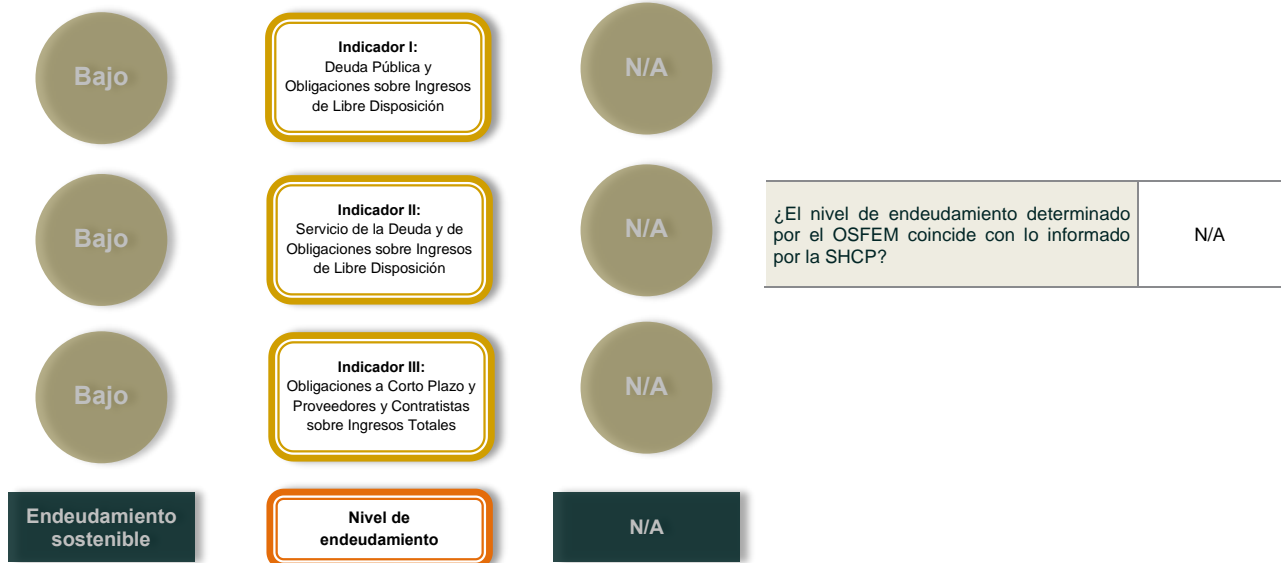 Bajo
Indicador I:
Deuda Pública y
Obligaciones sobre Ingresos
de Libre Disposición
N/A
Bajo
Indicador II:
Servicio de la Deuda y de
Obligaciones sobre Ingresos
de Libre Disposición
N/A
¿El nivel de endeudamiento determinado
por el OSFEM coincide con lo informado
por la SHCP?
N/A
Bajo
Indicador III:
Obligaciones a Corto Plazo y
Proveedores y Contratistas
sobre Ingresos Totales
N/A
Endeudamiento
sostenible
Nivel de
endeudamiento
N/A